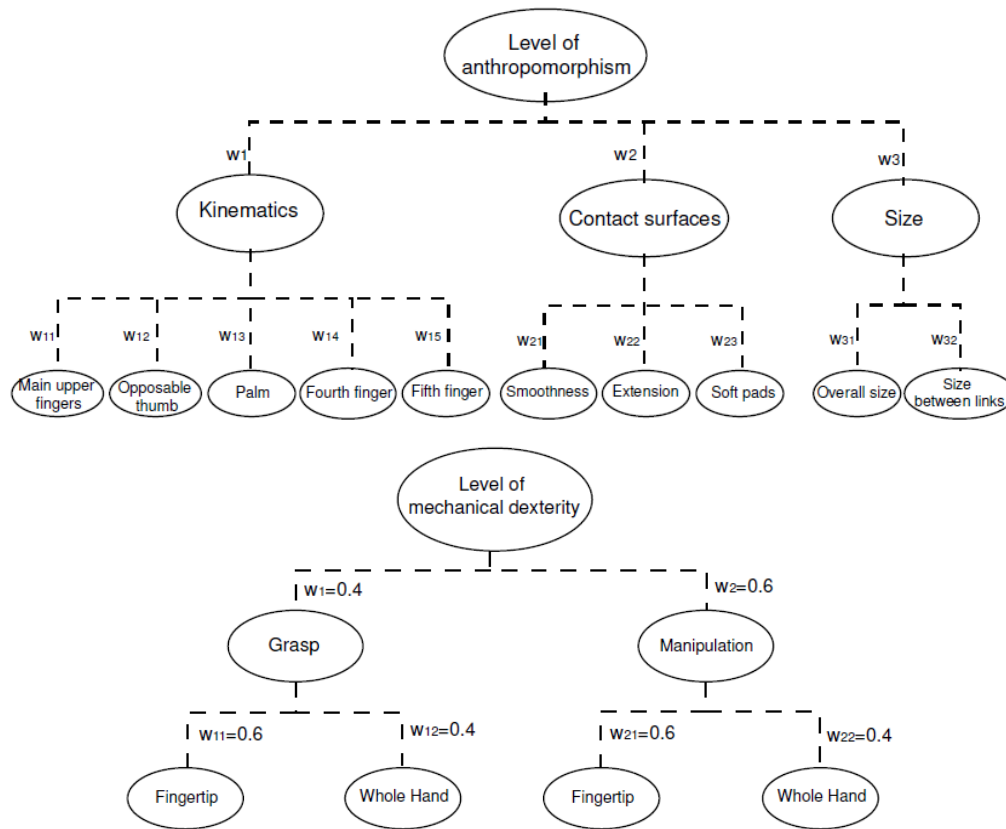 Level of
anthropomorphism
w1
w2
w3
Kinematics
Contact surfaces
Size
w11
w12
w13
w14
w15
w21
w22
w23
w31
w32
Main upper
fingers
Opposable
thumb
Palm
Fourth finger
Fifth finger
Smoothness
Extension
Soft pads
Overall size
Size
between links
Level of
mechanical dexterity
w1=0.4
w2=0.6
Grasp
Manipulation
w11=0.6
w12=0.4
w21=0.6
w22=0.4
Fingertip
Whole Hand
Fingertip
Whole Hand